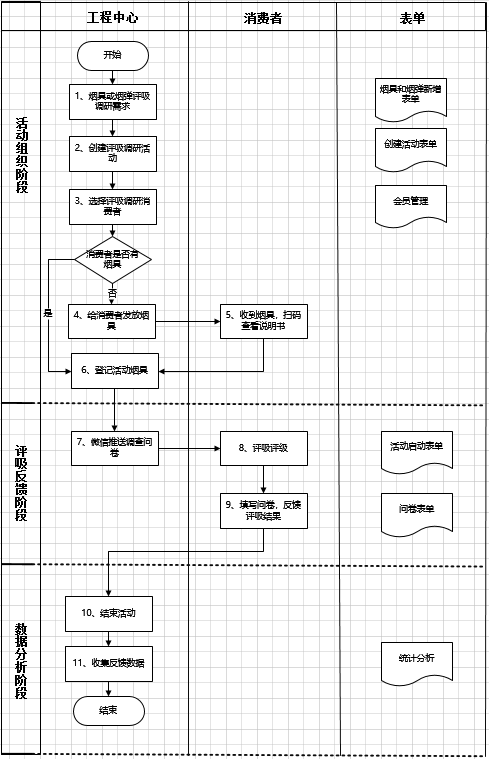 工程中心
消费者
表单
活动组织阶段
开始
1、烟具或烟弹评吸
调研需求
烟具和烟弹新增
表单
2、创建评吸调研活
动
创建活动表单
3、选择评吸调研消
费者
会员管理
消费者是否有
烟具
是
否
4、给消费者发放烟
具
5、收到烟具，扫码
查看说明书
6、登记活动烟具
评吸反馈阶段
7、微信推送调查问
卷
8、评吸评级
活动启动表单
9、填写问卷，反馈
评吸结果
问卷表单
数据分析阶段
10、结束活动
11、收集反馈数据
统计分析
结束